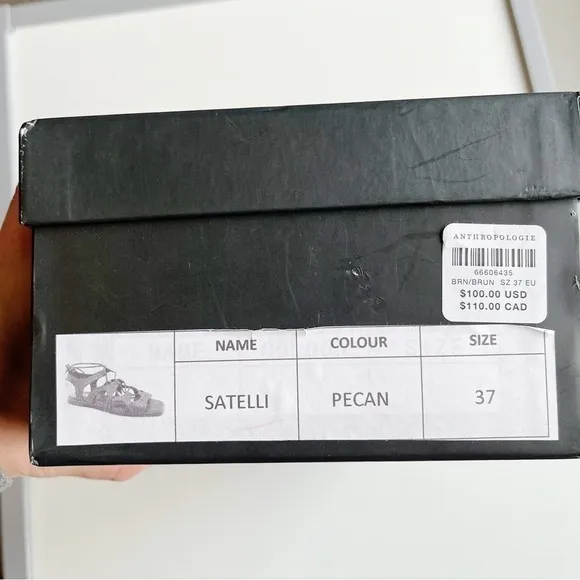 ANTHROPOLOGIE
66606435
BRN/BRUN SZ 37 EU
$100.00 USD
$110.00 CAD
NAME COLOUR SIZE
SATELLI PECAN 37